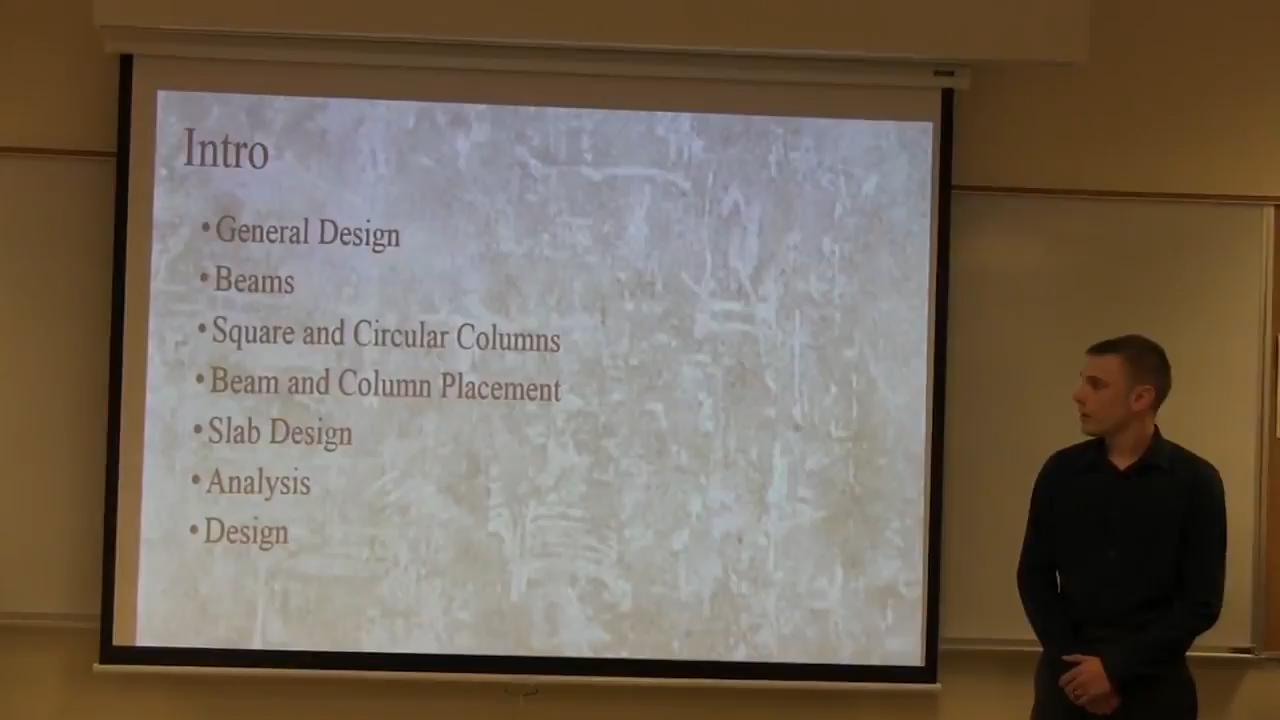 Intro
•General Design
•Beams
•Square and Circular Columns
•Beam and Column Placement
•Slab Design
•Analysis
•Design